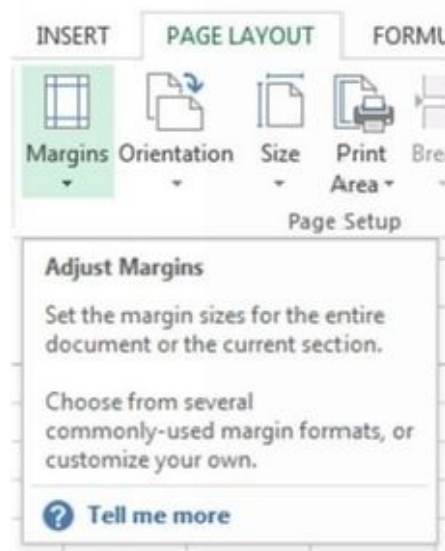 INSERT PAGE LAYOUT
Margins Orientation Size Print
Area
Page Setup
Adjust Margins
Set the margin sizes for the entire
document or the current section.
Choose from several
commonly-used margin formats, or
customize your own.
Tell me more